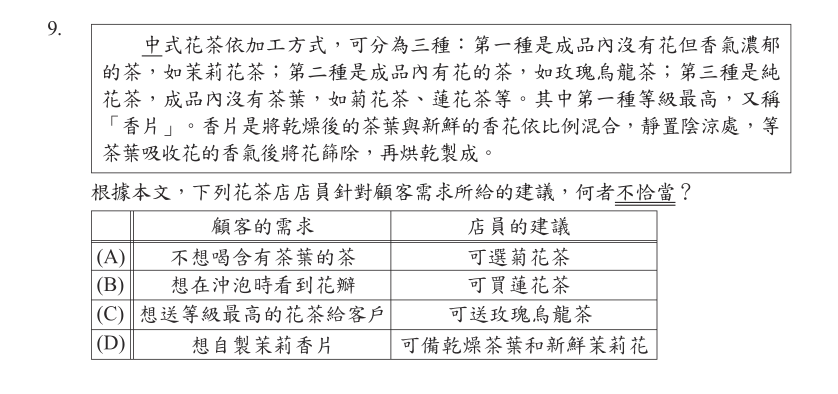 9.
中式花茶依加工方式，可分為三種：第一種是成品內沒有花但香氣濃郁
的茶，如茉莉花茶；第二種是成品內有花的茶，如玫瑰烏龍茶；第三種是純
花茶，成品內沒有茶葉，如菊花茶、蓮花茶等。其中第一種等級最高，又稱
「香片」。香片是將乾燥後的茶葉與新鮮的香花依比例混合，靜置陰涼處，等
茶葉吸收花的香氣後將花篩除，再烘乾製成。
根據本文，下列花茶店店員針對顧客需求所給的建議，何者不恰當？
顧客的需求 店員的建議
(A) 不想喝含有茶葉的茶 可選菊花茶
(B) 想在沖泡時看到花瓣 可買蓮花茶
(C) 想送等級最高的花茶給客戶 可送玫瑰烏龍茶
(D) 想自製茉莉香片 可備乾燥茶葉和新鮮茉莉花